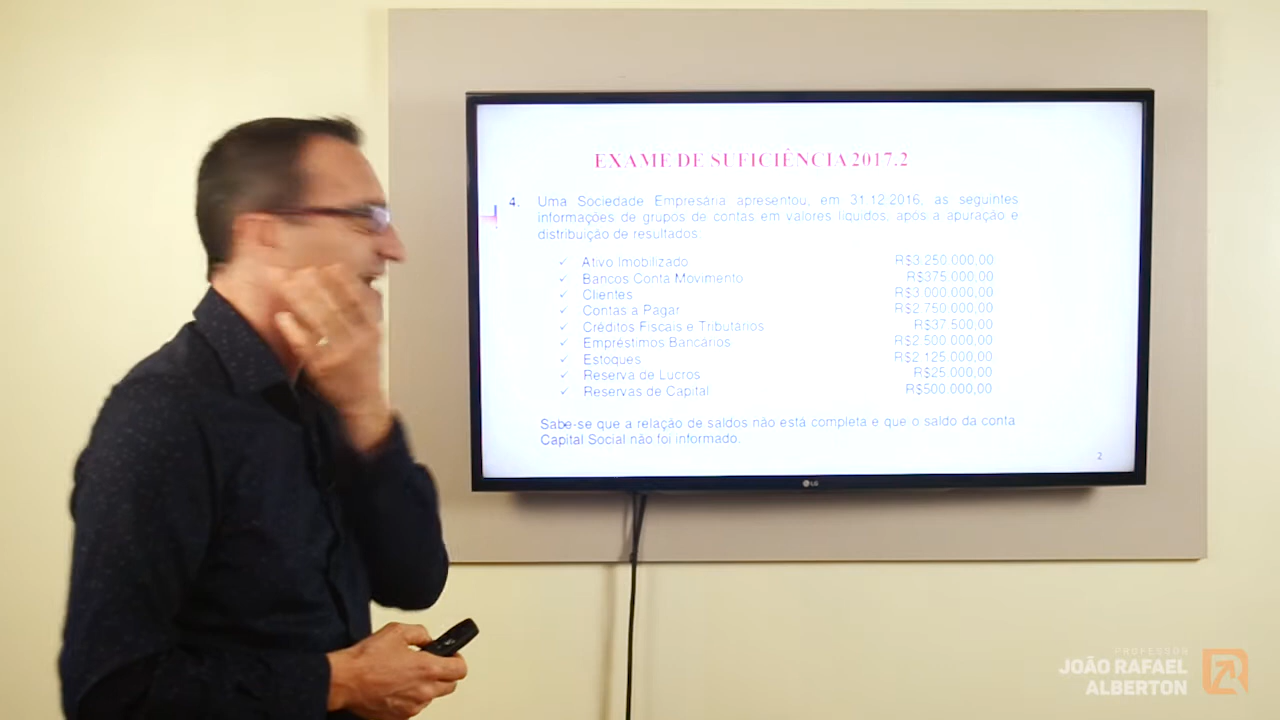 EXAME DE SUFICIÊNCIA 2017.2
4. Uma Sociedade Empresária apresentou, em 31.12.2016, as seguintes
informações de grupos de contas em valores líquidos, após a apuração e
distribuição de resultados:
✓ Ativo Imobilizado R$3.250.000,00
✓ Bancos Conta Movimento R$375.000,00
✓ Clientes R$3.000.000,00
✓ Contas a Pagar R$2.750.000,00
✓ Créditos Fiscais e Tributários R$37.500,00
✓ Empréstimos Bancários R$2.500.000,00
✓ Estoques R$2.125.000,00
✓ Reserva de Lucros R$25.000,00
✓ Reservas de Capital R$500.000,00
Sabe-se que a relação de saldos não está completa e que o saldo da conta
Capital Social não foi informado.
2
LG
PROFESSOR
JOÃO RAFAEL
ALBERTON